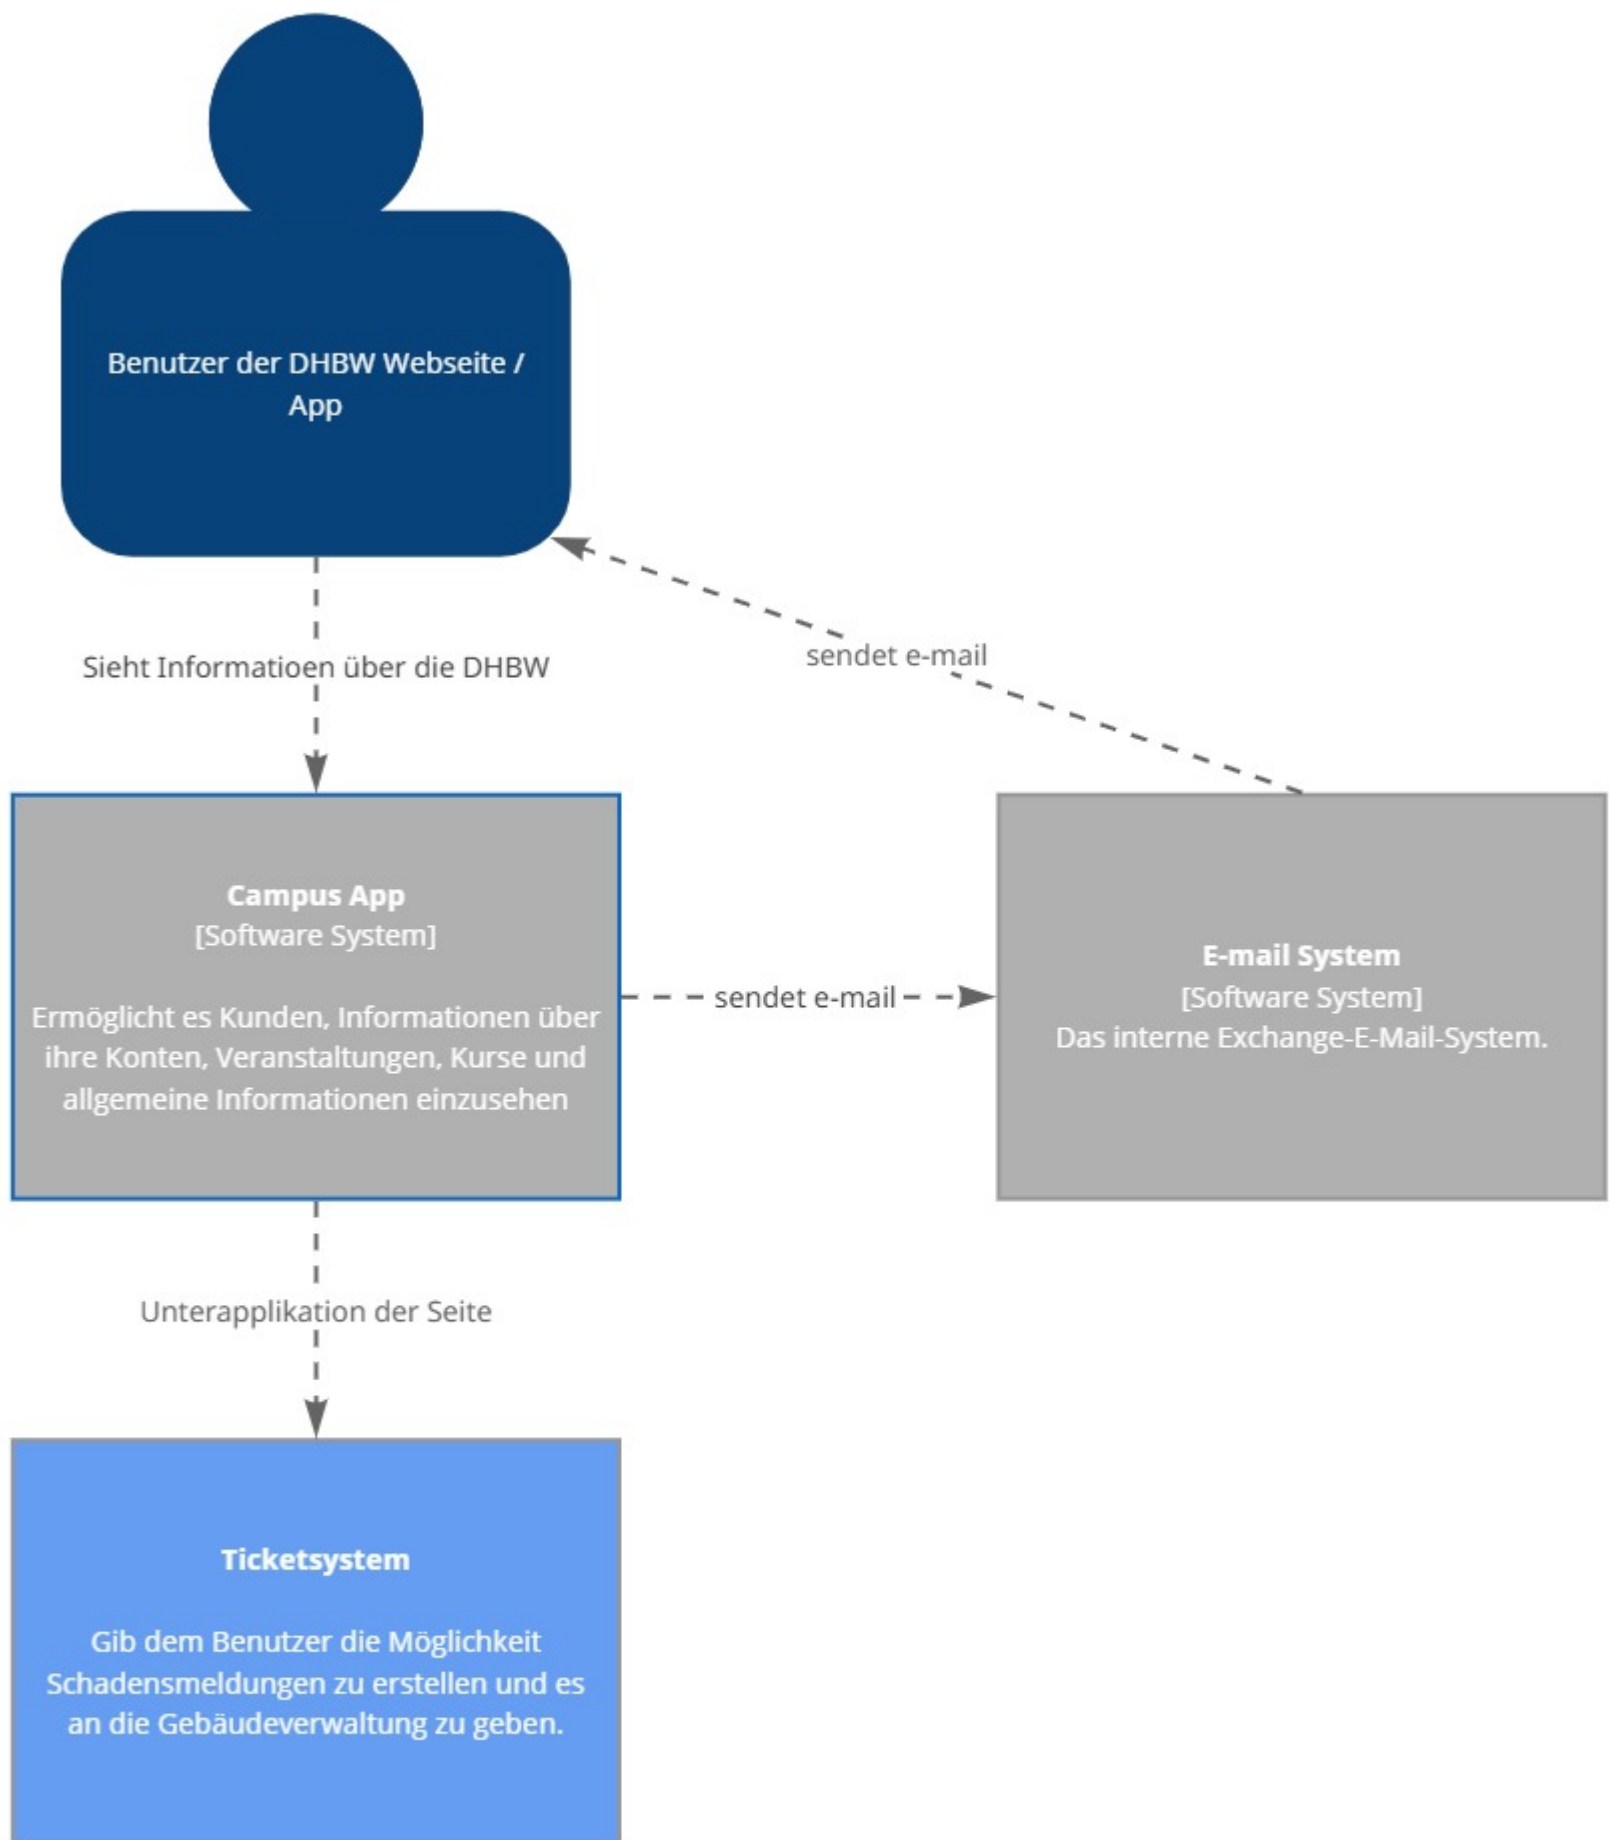 Benutzer der DHBW Webseite /
App
sendet e-mail
Sieht Informatioen über die DHBW
Campus App
[Software System]
Ermöglicht es Kunden, Informationen über
ihre Konten, Veranstaltungen, Kurse und
allgemeine Informationen einzusehen
sendet e-mail
E-mail System
[Software System]
Das interne Exchange-E-Mail-System.
Unterapplikation der Seite
Ticketsystem
Gib dem Benutzer die Möglichkeit
Schadensmeldungen zu erstellen und es
an die Gebäudeverwaltung zu geben.